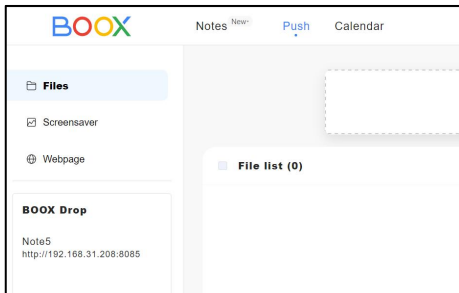 BOOX
Notes New·
Push
Calendar
Files
Screensaver
Webpage
File list (0)
BOOX Drop
Note5
http://192.168.31.208:8085